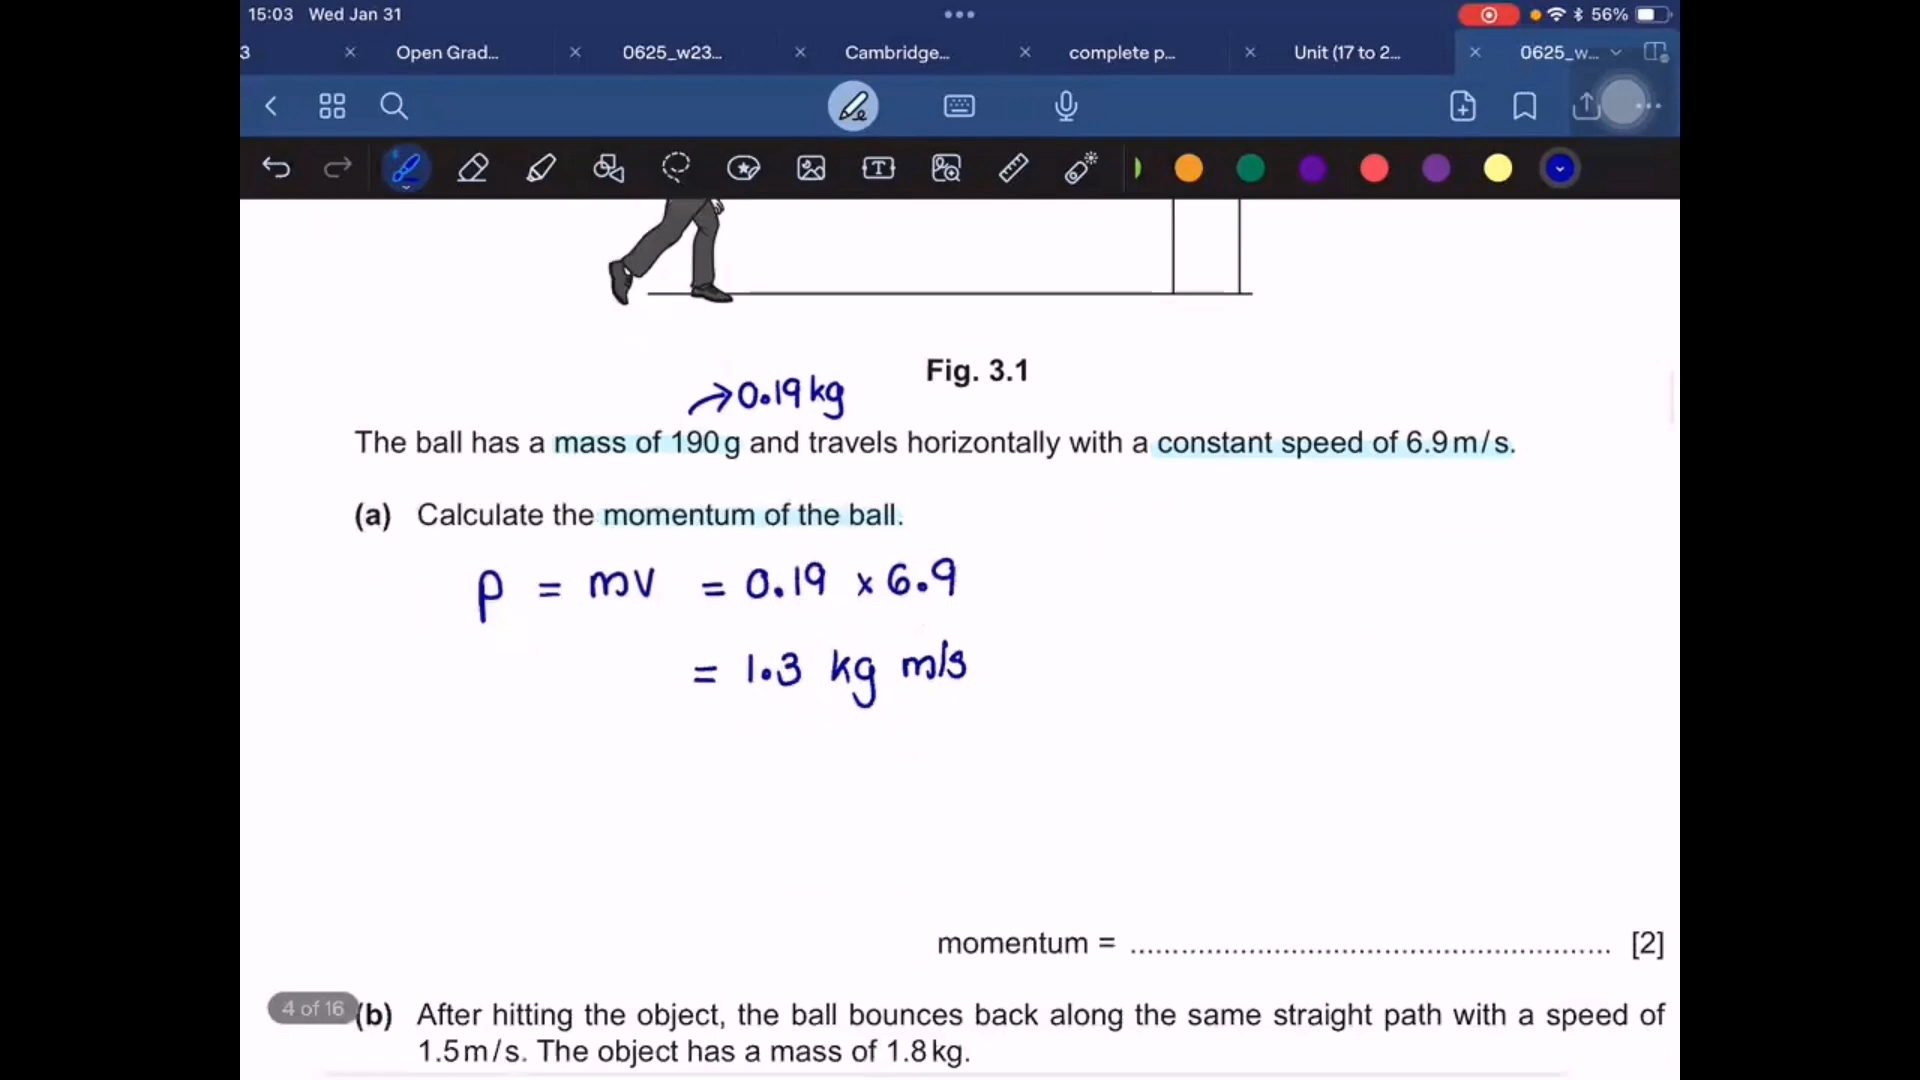 15:03 Wed Jan 31
56%
3
Open Grad...
0625_w23...
Cambridge...
complete p...
Unit (17 to 2...
0625_w...
Fig. 3.1
0.19 kg
The ball has a mass of 190 g and travels horizontally with a constant speed of 6.9 m/s.
(a) Calculate the momentum of the ball.
p = mv = 0.19 × 6.9
= 1.3 kg m/s
momentum = ............................................................ [2]
4 of 16
(b) After hitting the object, the ball bounces back along the same straight path with a speed of
1.5 m/s. The object has a mass of 1.8 kg.